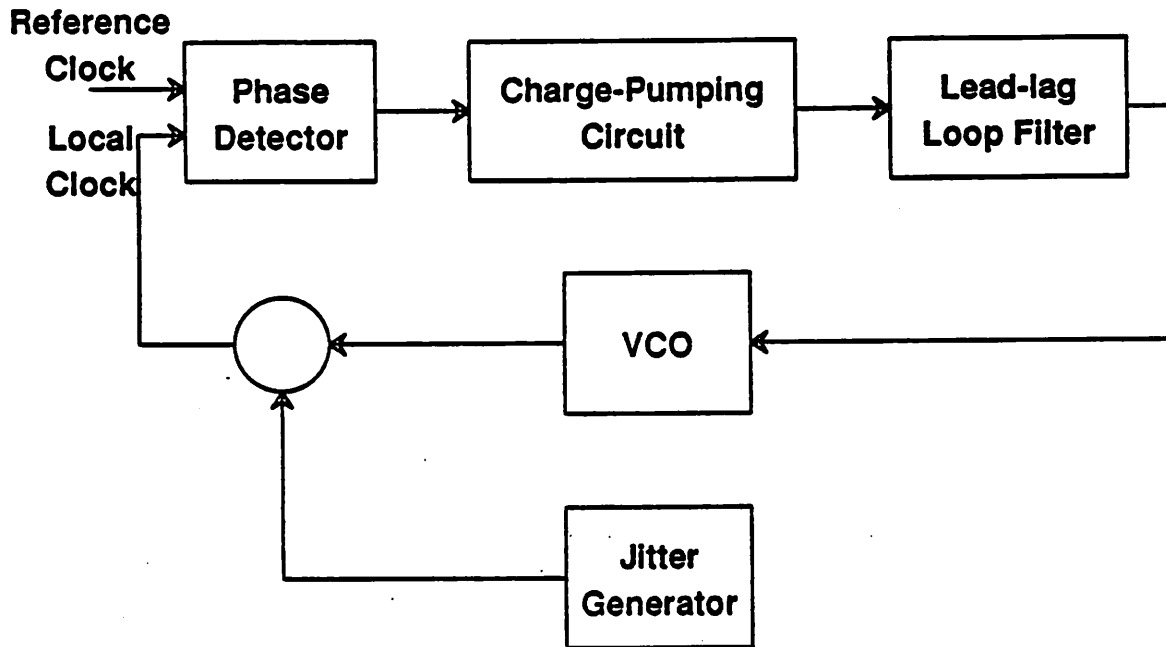 Reference
Clock
Local
Clock
Phase
Detector
Charge-Pumping
Circuit
Lead-lag
Loop Filter
VCO
Jitter
Generator